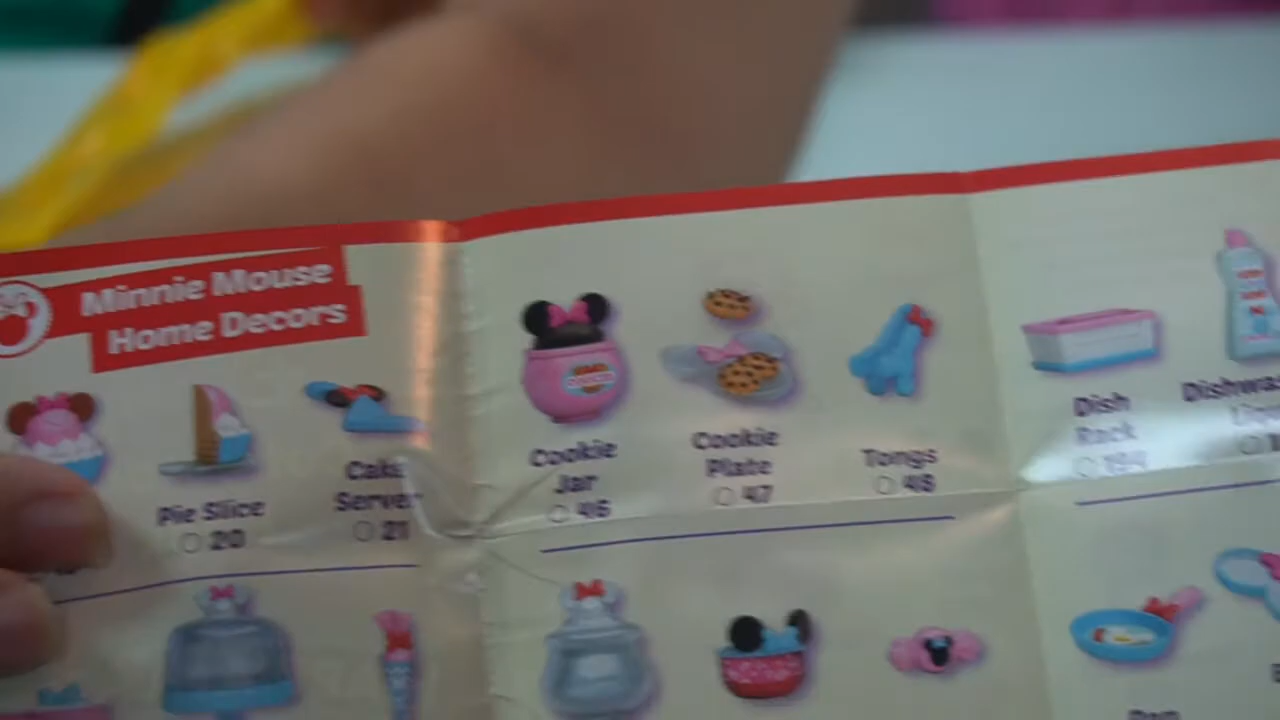 Minnie Mouse
Home Decors
Pie Slice
20
Cake
Server
21
Cookie
Jar
46
Cookie
Plate
47
Tongs
48
Dish
Rack